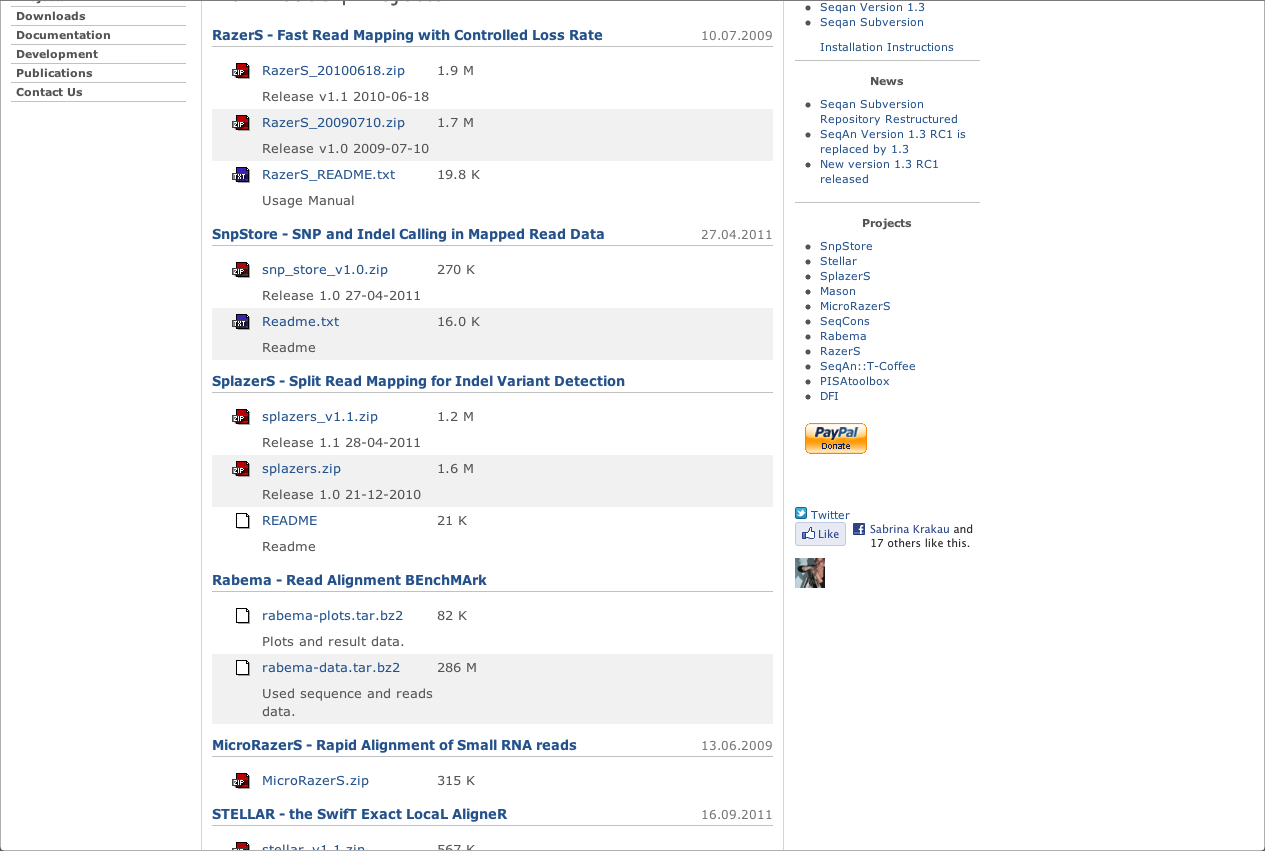 Downloads
Documentation
Development
Publications
Contact Us
RazerS - Fast Read Mapping with Controlled Loss Rate 10.07.2009
RazerS_20100618.zip 1.9 M
Release v1.1 2010-06-18
RazerS_20090710.zip 1.7 M
Release v1.0 2009-07-10
RazerS_README.txt 19.8 K
Usage Manual
SnpStore - SNP and Indel Calling in Mapped Read Data 27.04.2011
snp_store_v1.0.zip 270 K
Release 1.0 27-04-2011
Readme.txt 16.0 K
Readme
SplazerS - Split Read Mapping for Indel Variant Detection
splazers_v1.1.zip 1.2 M
Release 1.1 28-04-2011
splazers.zip 1.6 M
Release 1.0 21-12-2010
README 21 K
Readme
Rabema - Read Alignment BEnchMArk
rabema-plots.tar.bz2 82 K
Plots and result data.
rabema-data.tar.bz2 286 M
Used sequence and reads
data.
MicroRazerS - Rapid Alignment of Small RNA reads 13.06.2009
MicroRazerS.zip 315 K
STELLAR - the SwifT Exact LocaL AligneR 16.09.2011
stellar_v1.1.zip 567 K
Seqan Version 1.3
Seqan Subversion
Installation Instructions
News
Seqan Subversion
Repository Restructured
SeqAn Version 1.3 RC1 is
replaced by 1.3
New version 1.3 RC1
released
Projects
SnpStore
Stellar
SplazerS
Mason
MicroRazerS
SeqCons
Rabema
RazerS
SeqAn::T-Coffee
PISAtoolbox
DFI
PayPal
Donate
Twitter
Like
Sabrina Krakau and
17 others like this.